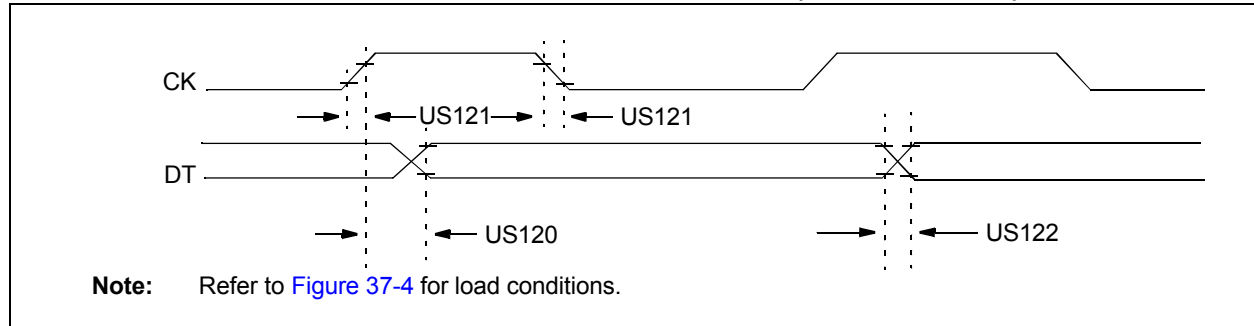 CK
US121 US121
DT
US120 US122
Note: Refer to Figure 37-4 for load conditions.